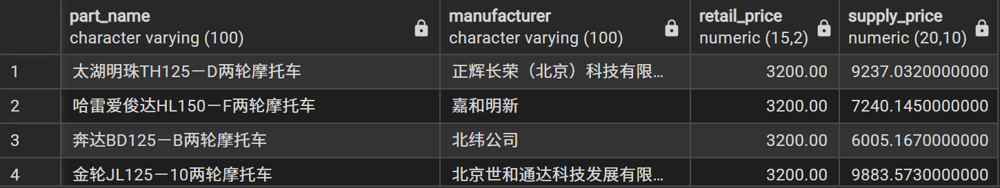 part_name manufacturer retail_price supply_price
character varying (100) character varying (100) numeric (15,2) numeric (20,10)
1 太湖明珠TH125－D两轮摩托车 正辉长荣（北京）科技有限... 3200.00 9237.0320000000
2 哈雷爱俊达HL150－F两轮摩托车 嘉和明新 3200.00 7240.1450000000
3 奔达BD125－B两轮摩托车 北纬公司 3200.00 6005.1670000000
4 金轮JL125－10两轮摩托车 北京世和通达科技发展有限... 3200.00 9883.5730000000